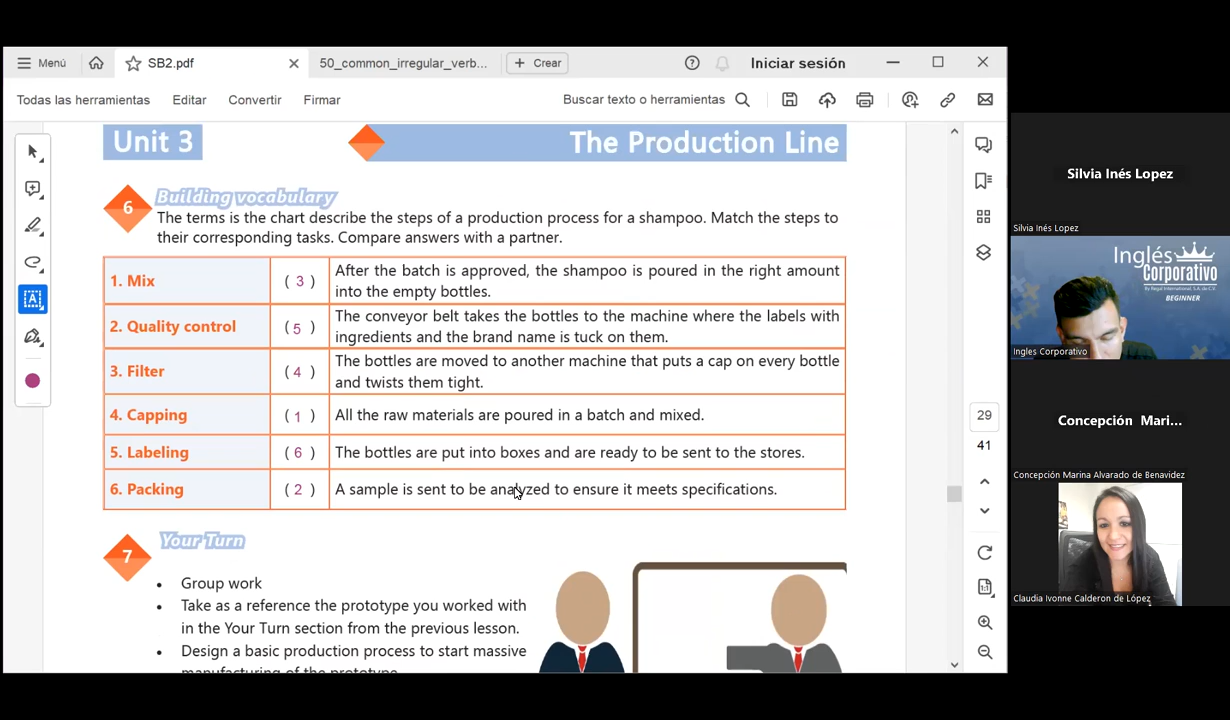 Menú
SB2.pdf
50_common_irregular_verb...
Crear
Iniciar sesión
Todas las herramientas
Editar
Convertir
Firmar
Buscar texto o herramientas
Unit 3
The Production Line
6
Building vocabulary
The terms is the chart describe the steps of a production process for a shampoo. Match the steps to
their corresponding tasks. Compare answers with a partner.
1. Mix ( 3 ) After the batch is approved, the shampoo is poured in the right amount
into the empty bottles.
2. Quality control ( 5 ) The conveyor belt takes the bottles to the machine where the labels with
ingredients and the brand name is tuck on them.
3. Filter ( 4 ) The bottles are moved to another machine that puts a cap on every bottle
and twists them tight.
4. Capping ( 1 ) All the raw materials are poured in a batch and mixed.
5. Labeling ( 6 ) The bottles are put into boxes and are ready to be sent to the stores.
6. Packing ( 2 ) A sample is sent to be analyzed to ensure it meets specifications.
7
Your Turn
• Group work
• Take as a reference the prototype you worked with
in the Your Turn section from the previous lesson.
• Design a basic production process to start massive
manufacturing of the prototype.
29
41
Silvia Inés Lopez
Silvia Inés Lopez
Inglés
Corporativo
By Regal International, S.A. de C.V.
BEGINNER
Ingles Corporativo
Concepción Mari...
Concepción Marina Alvarado de Benavidez
Claudia Ivonne Calderon de López